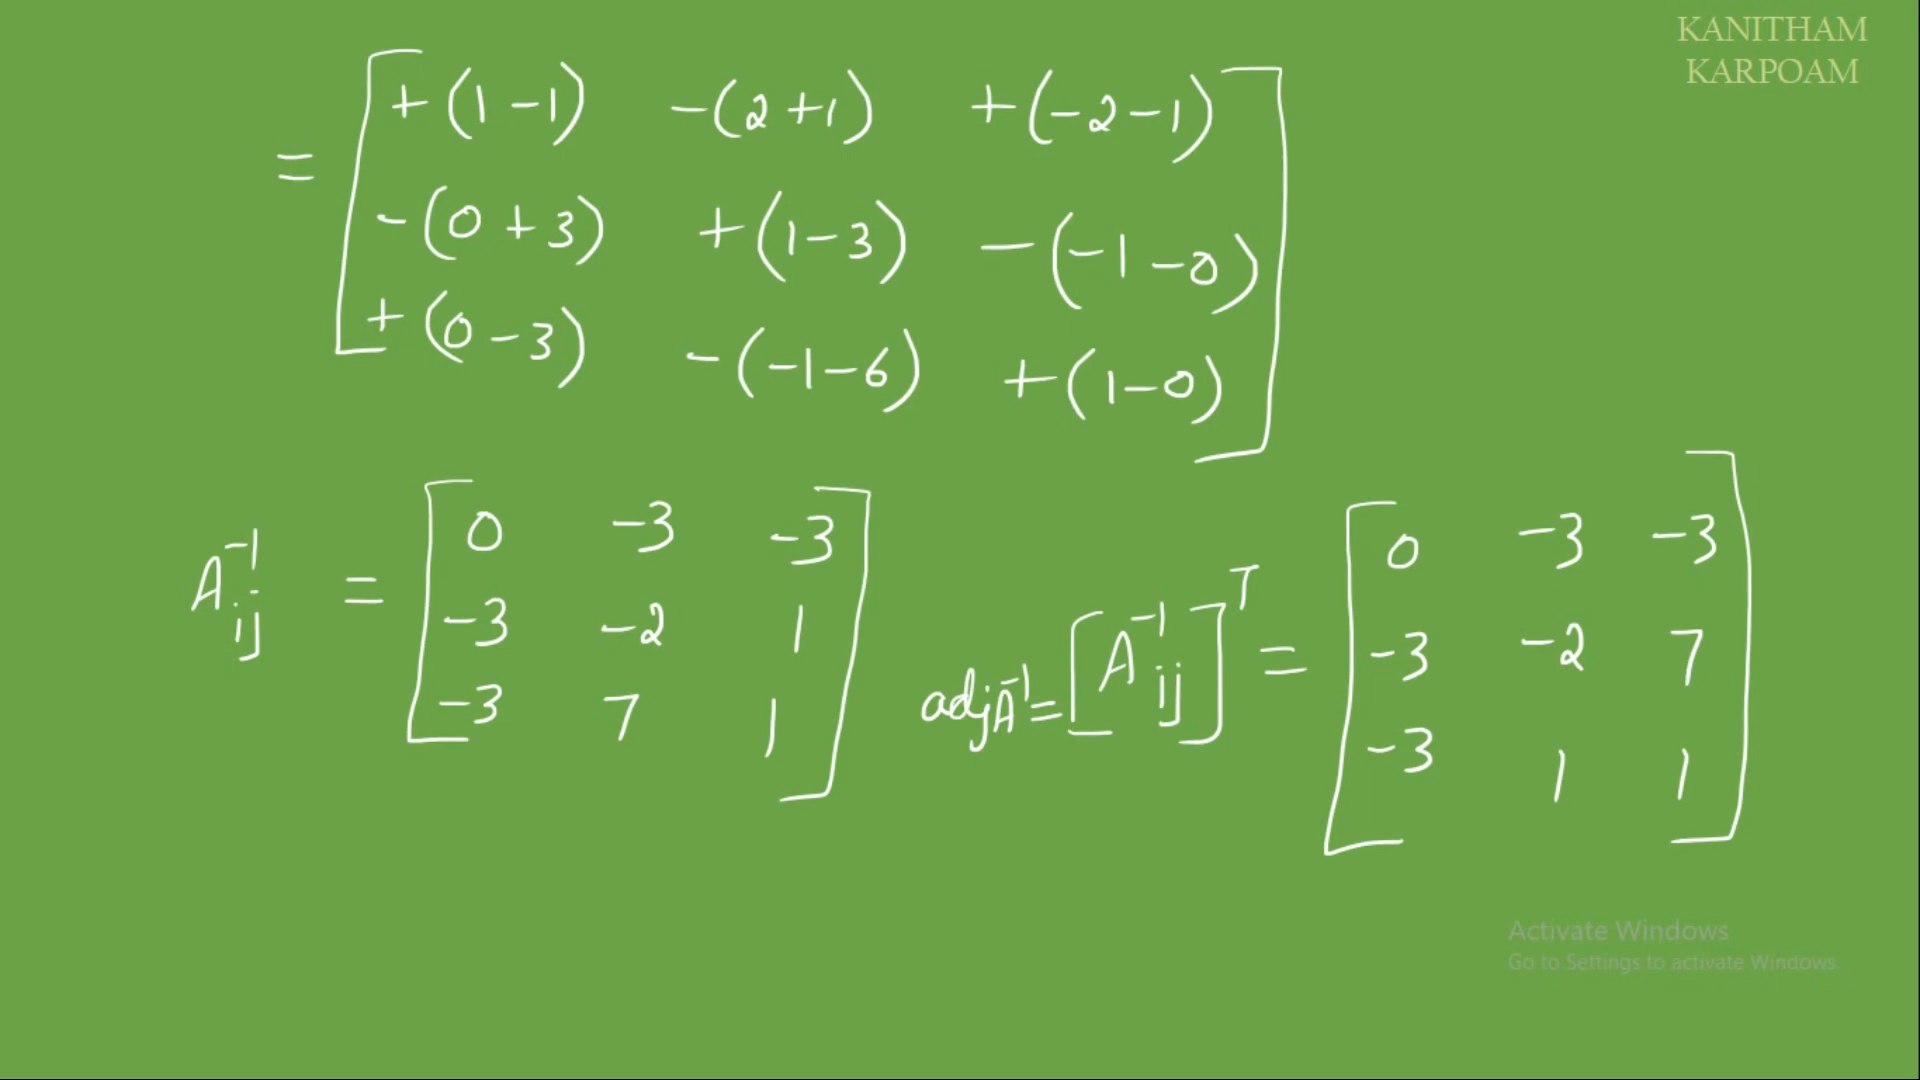 KANITHAM
KARPOAM
= [ +(1-1) -(2+1) +(-2-1)
-(0+3) +(1-3) -(-1-0)
+(0-3) -(-1-6) +(1-0) ]
A⁻¹ij = [ 0 -3 -3
-3 -2 1
-3 7 1 ]
adjA⁻¹ = [A⁻¹ij]ᵀ = [ 0 -3 -3
-3 -2 7
-3 1 1 ]
Activate Windows
Go to Settings to activate Windows.